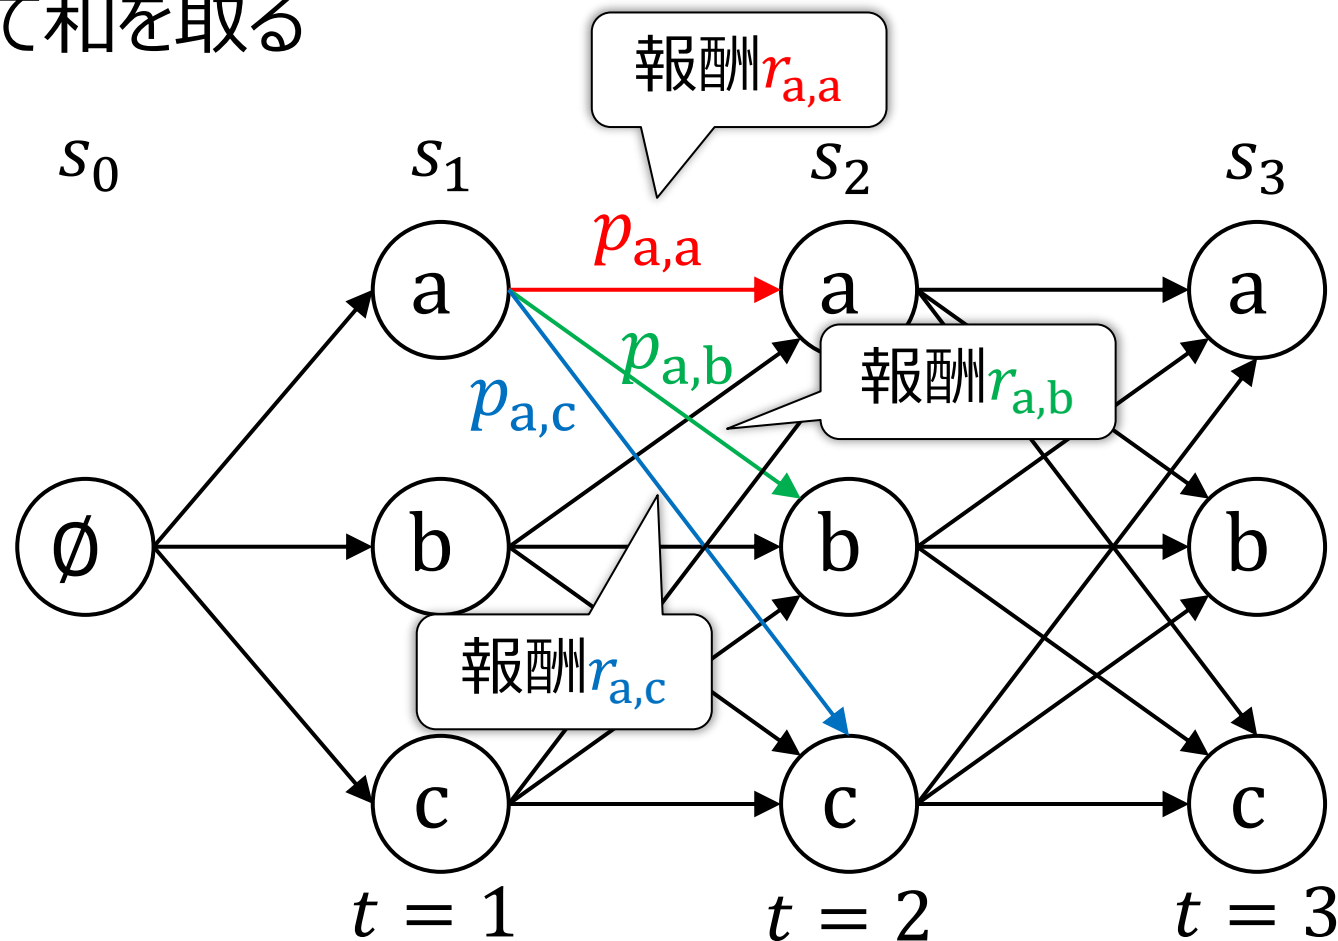 て和を取る
報酬r_{a,a}
s_0 s_1 s_2 s_3
p_{a,a}
a a a
p_{a,b}
報酬r_{a,b}
p_{a,c}
∅ b b b
報酬r_{a,c}
c c c
t = 1 t = 2 t = 3